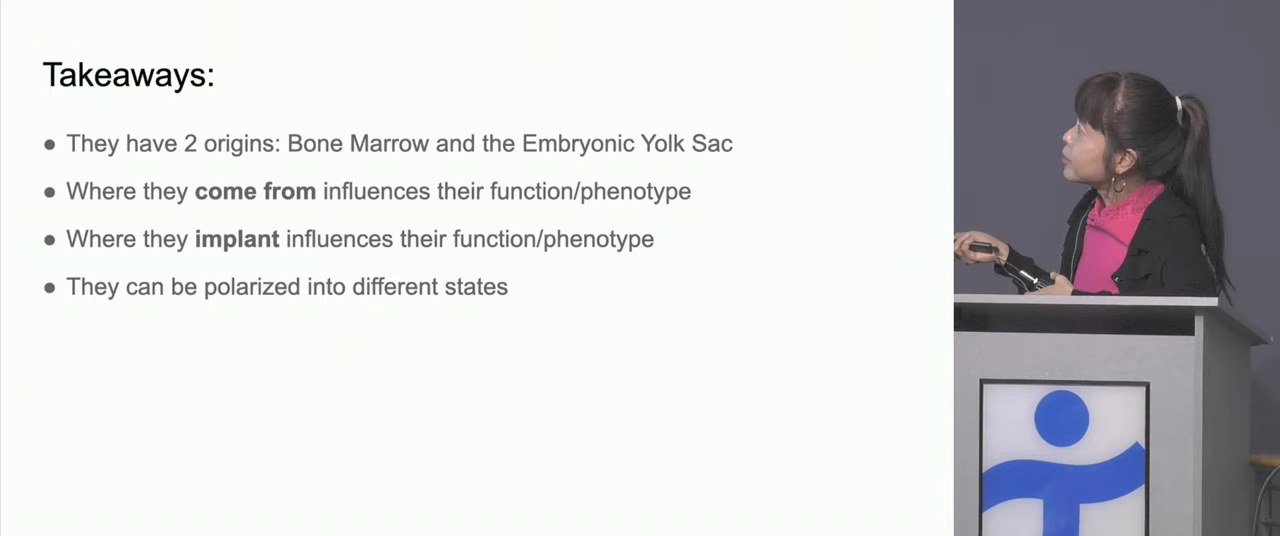 Takeaways:
● They have 2 origins: Bone Marrow and the Embryonic Yolk Sac
● Where they come from influences their function/phenotype
● Where they implant influences their function/phenotype
● They can be polarized into different states